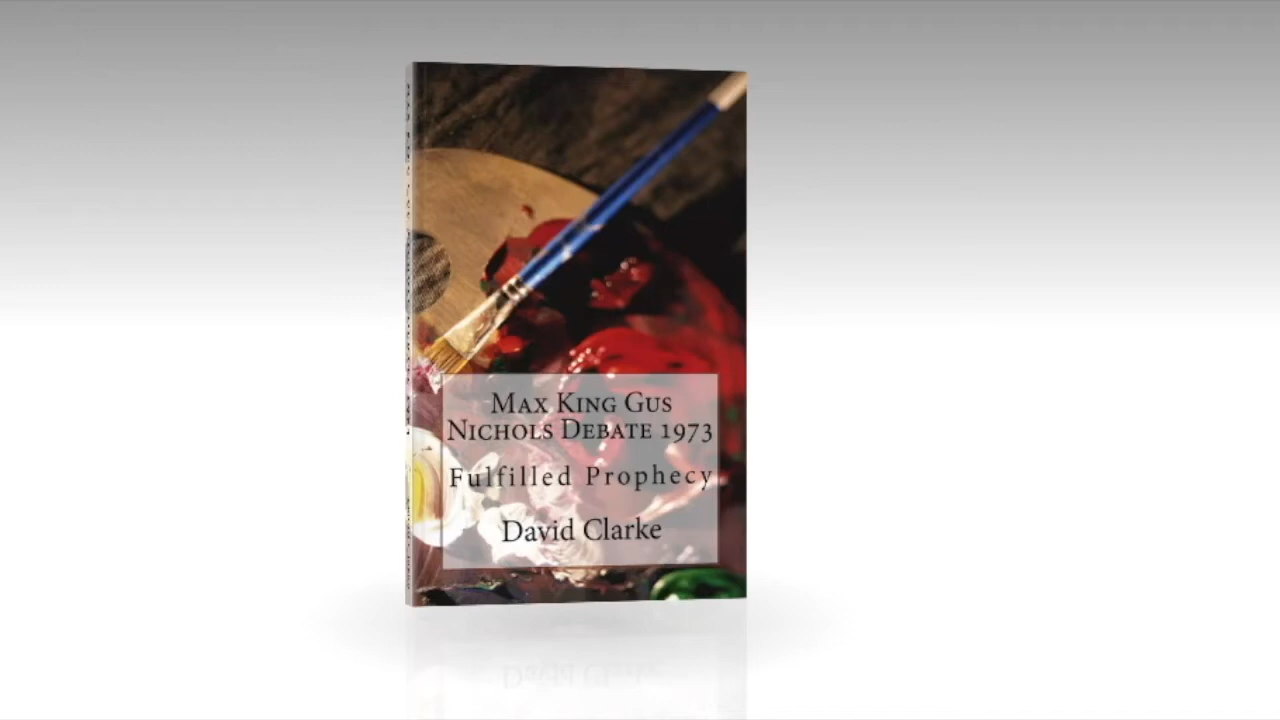 Max King Gus
Nichols Debate 1973
Fulfilled Prophecy
David Clarke